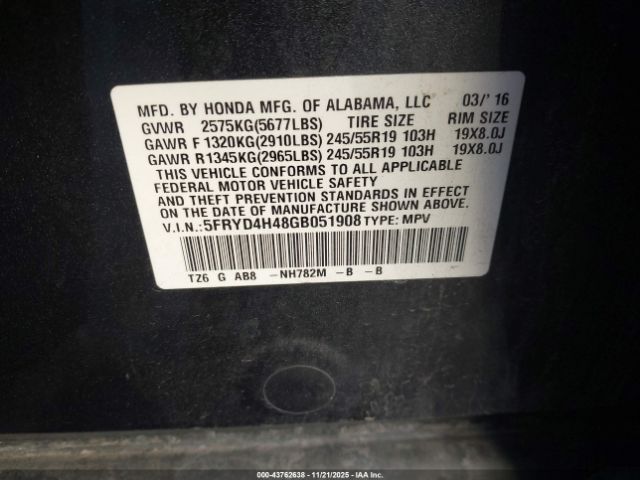 MFD. BY HONDA MFG. OF ALABAMA, LLC 03/'16
GVWR 2575KG(5677LBS) TIRE SIZE RIM SIZE
GAWR F 1320KG(2910LBS) 245/55R19 103H 19X8.0J
GAWR R 1345KG(2965LBS) 245/55R19 103H 19X8.0J
THIS VEHICLE CONFORMS TO ALL APPLICABLE
FEDERAL MOTOR VEHICLE SAFETY
AND THEFT PREVENTION STANDARDS IN EFFECT
ON THE DATE OF MANUFACTURE SHOWN ABOVE.
V.I.N.: 5FRYD4H48GB051908 TYPE: MPV
TZ6 G AB8 -NH782M -B -B
000-43762638 - 11/21/2025 - IAA Inc.